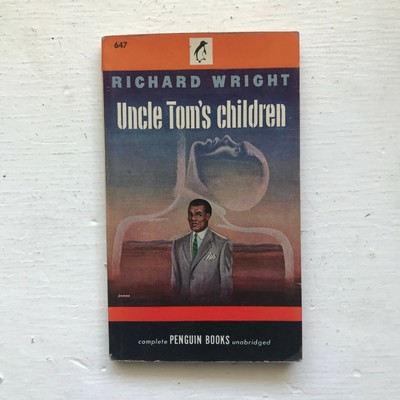 647
RICHARD WRIGHT
Uncle Tom's children
complete PENGUIN BOOKS unabridged